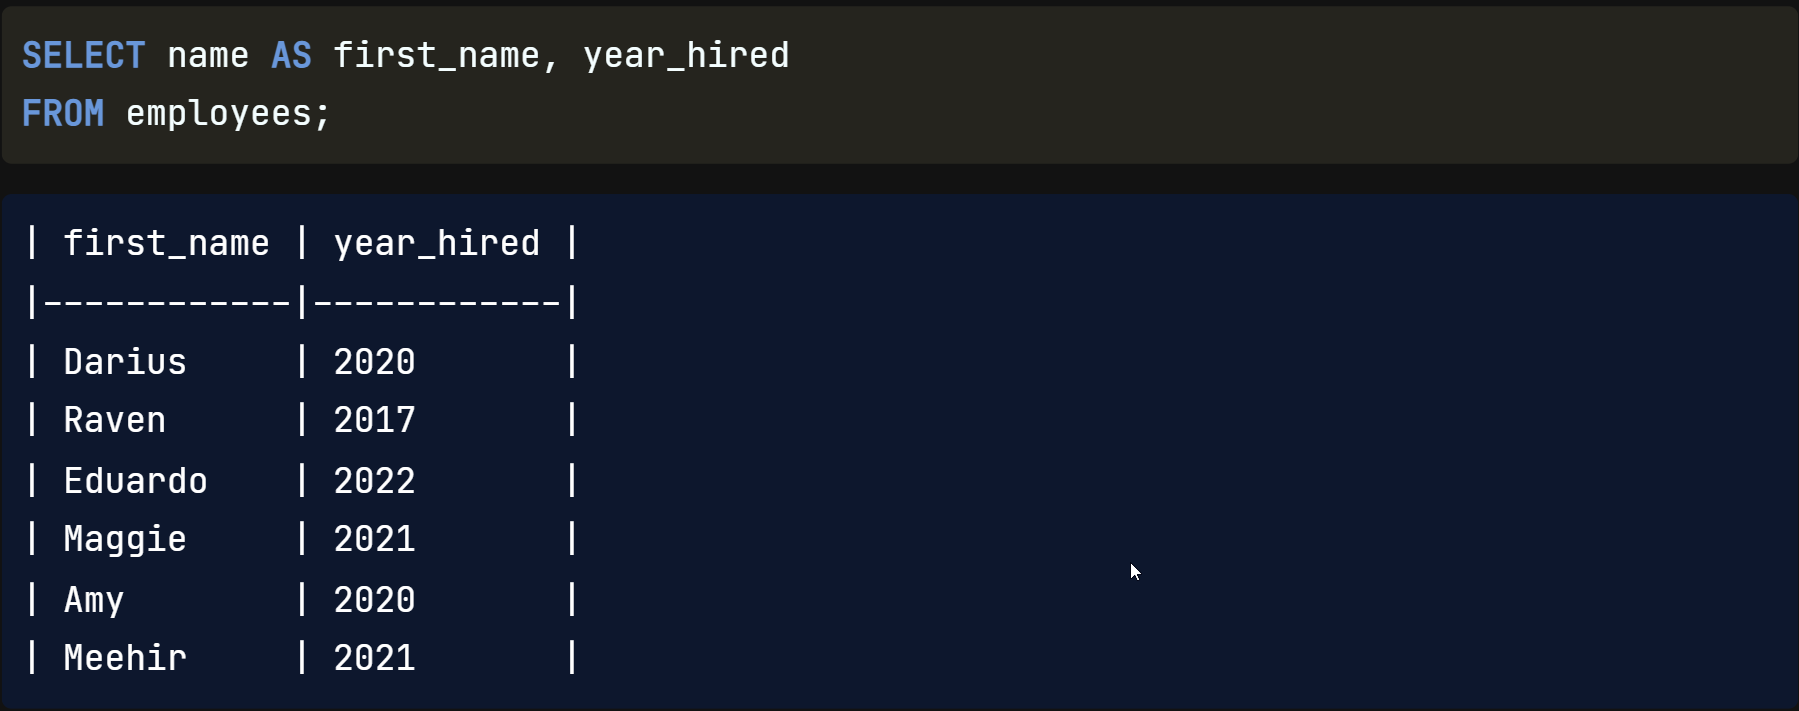 SELECT name AS first_name, year_hired
FROM employees;
| first_name | year_hired |
|------------|------------|
| Darius     | 2020       |
| Raven      | 2017       |
| Eduardo    | 2022       |
| Maggie     | 2021       |
| Amy        | 2020       |
| Meehir     | 2021       |